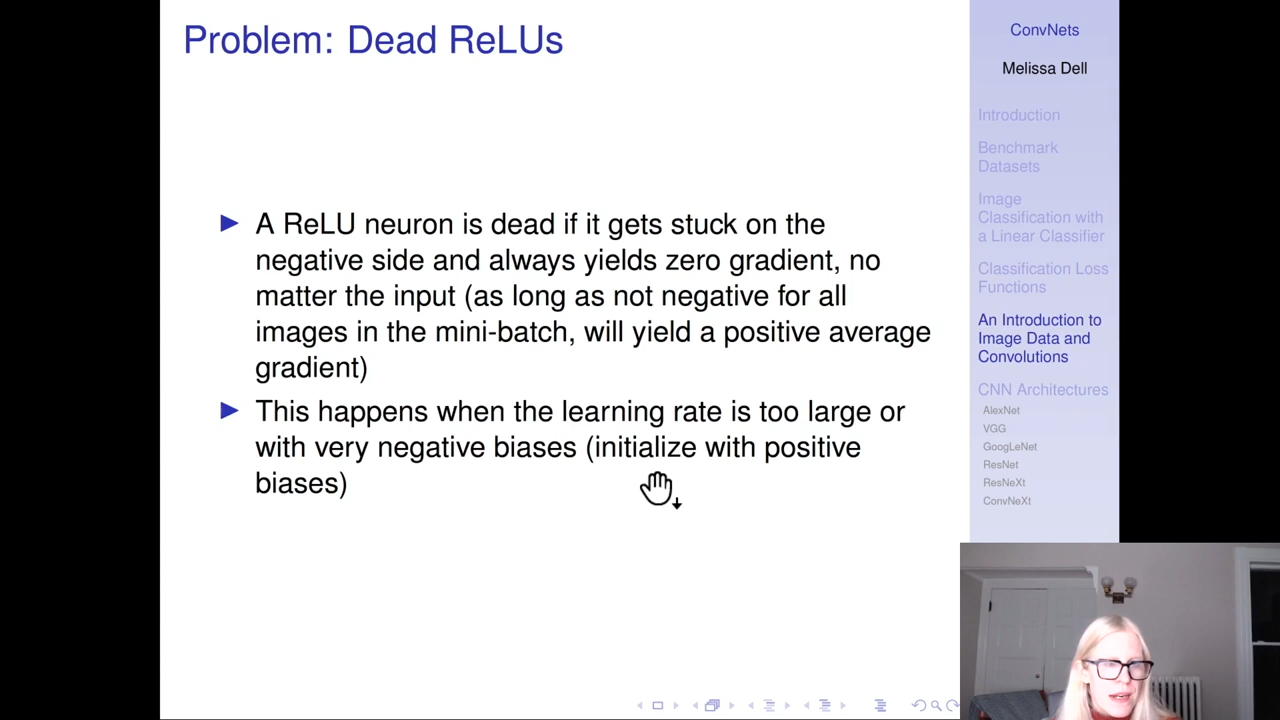 Problem: Dead ReLUs
A ReLU neuron is dead if it gets stuck on the
negative side and always yields zero gradient, no
matter the input (as long as not negative for all
images in the mini-batch, will yield a positive average
gradient)
This happens when the learning rate is too large or
with very negative biases (initialize with positive
biases)
ConvNets
Melissa Dell
Introduction
Benchmark
Datasets
Image
Classification with
a Linear Classifier
Classification Loss
Functions
An Introduction to
Image Data and
Convolutions
CNN Architectures
AlexNet
VGG
GoogLeNet
ResNet
ResNeXt
ConvNeXt